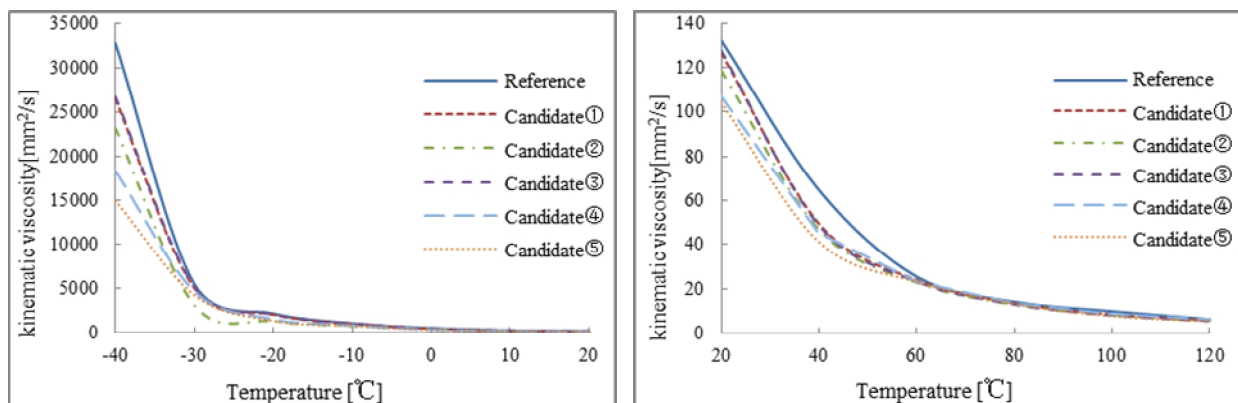 kinematic viscosity[mm²/s]
35000
30000
25000
20000
15000
10000
5000
0
-40
-30
-20
-10
0
10
20
Temperature [℃]
Reference
Candidate①
Candidate②
Candidate③
Candidate④
Candidate⑤
kinematic viscosity[mm²/s]
140
120
100
80
60
40
20
0
20
40
60
80
100
120
Temperature [℃]
Reference
Candidate①
Candidate②
Candidate③
Candidate④
Candidate⑤